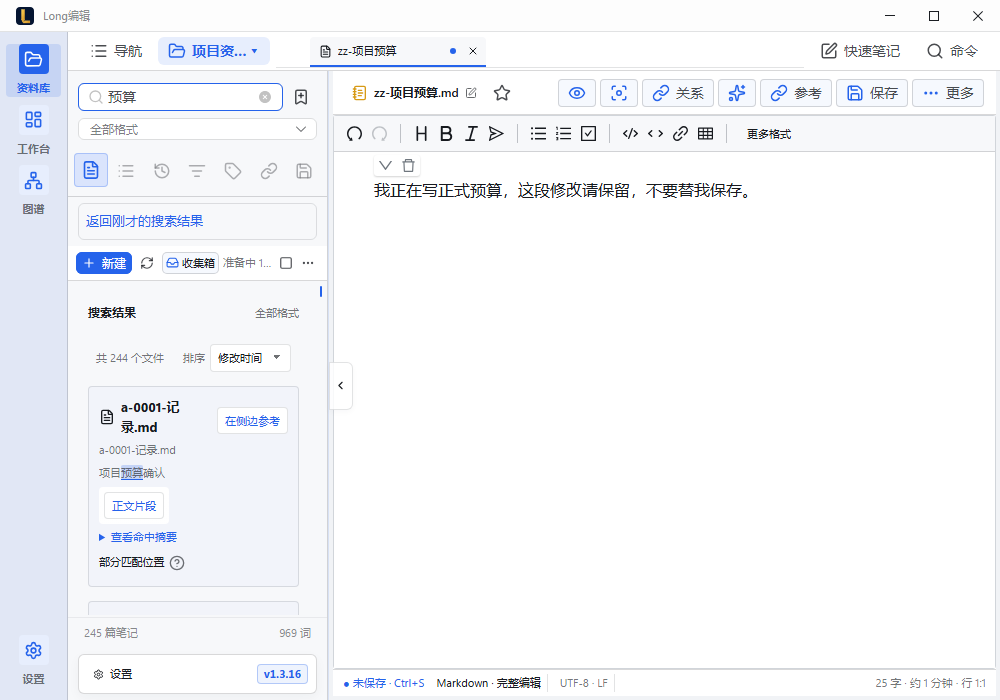 Long编辑
导航
项目资...
zz-项目预算
快速笔记
命令
资料库
工作台
图谱
设置
预算
全部格式
返回刚才的搜索结果
新建
收集箱
准备中 1...
搜索结果
全部格式
共 244 个文件
排序
修改时间
a-0001-记
录.md
在侧边参考
a-0001-记录.md
项目预算确认
正文片段
查看命中摘要
部分匹配位置
245 篇笔记
969 词
设置
v1.3.16
zz-项目预算.md
关系
参考
保存
更多
更多格式
我正在写正式预算，这段修改请保留，不要替我保存。
未保存 · Ctrl+S
Markdown · 完整编辑
UTF-8 · LF
25 字 · 约 1 分钟 · 行 1:1